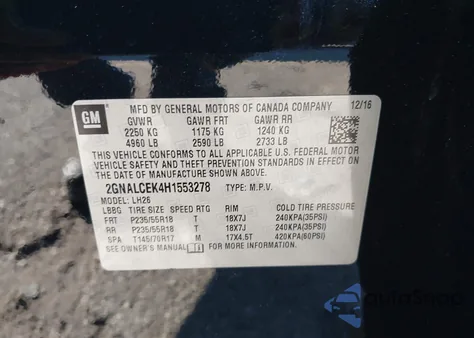 GM
MFD BY GENERAL MOTORS OF CANADA COMPANY 12/16
GVWR GAWR FRT GAWR RR
2250 KG 1175 KG 1240 KG
4960 LB 2590 LB 2733 LB
THIS VEHICLE CONFORMS TO ALL APPLICABLE U.S. FEDERAL MOTOR
VEHICLE SAFETY AND THEFT PREVENTION STANDARDS IN EFFECT ON
THE DATE OF MANUFACTURE SHOWN ABOVE.
2GNALCEK4H1553278 TYPE: M.P.V.
MODEL: LH26
LBBG TIRE SIZE SPEED RTG RIM COLD TIRE PRESSURE
FRT P235/55R18 T 18X7J 240KPA(35PSI)
RR P235/55R18 T 18X7J 240KPA(35PSI)
SPA T145/70R17 M 17X4.5T 420KPA(60PSI)
SEE OWNER'S MANUAL FOR MORE INFORMATION.
autoSnap